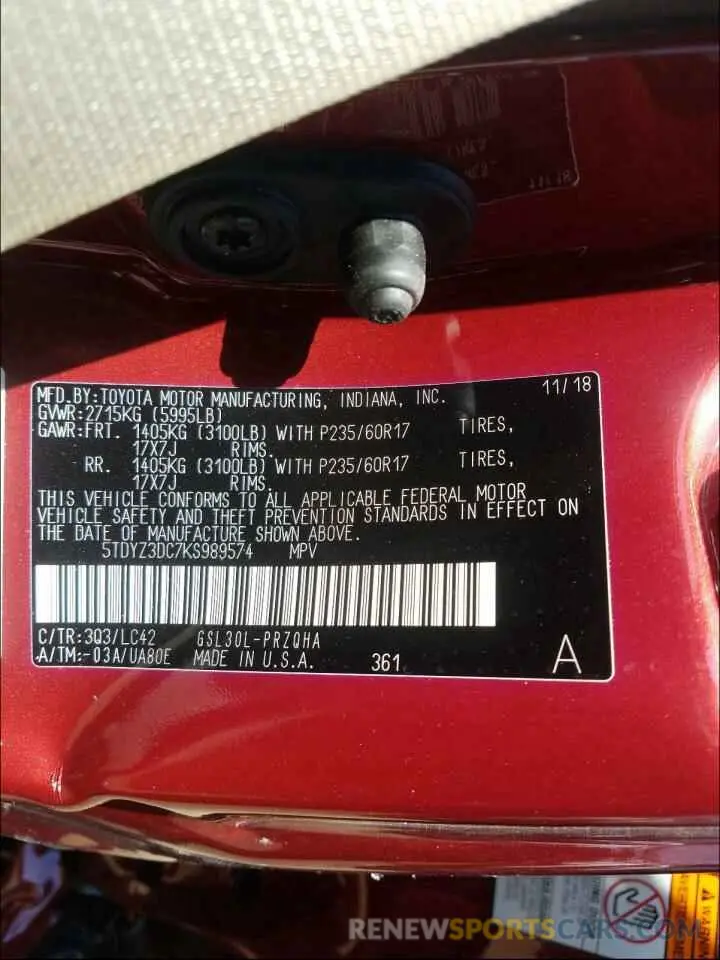 MFD.BY:TOYOTA MOTOR MANUFACTURING, INDIANA, INC. 11/18
GVWR:2715KG (5995LB)
GAWR:FRT. 1405KG (3100LB) WITH P235/60R17 TIRES,
17X7J RIMS.
RR. 1405KG (3100LB) WITH P235/60R17 TIRES,
17X7J RIMS.
THIS VEHICLE CONFORMS TO ALL APPLICABLE FEDERAL MOTOR
VEHICLE SAFETY AND THEFT PREVENTION STANDARDS IN EFFECT ON
THE DATE OF MANUFACTURE SHOWN ABOVE.
5TDYZ3DC7KS989574 MPV
C/TR:3Q3/LC42 GSL30L-PRZQHA
A/TM:-03A/UA80E MADE IN U.S.A. 361 A
RENEWSPORTSCARS.COM